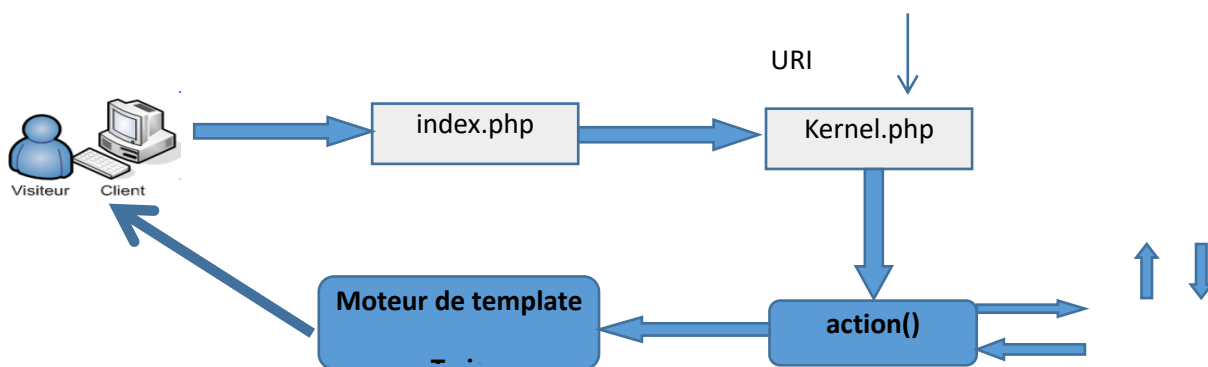 URI
index.php
Kernel.php
Visiteur
Client
Moteur de template
action()